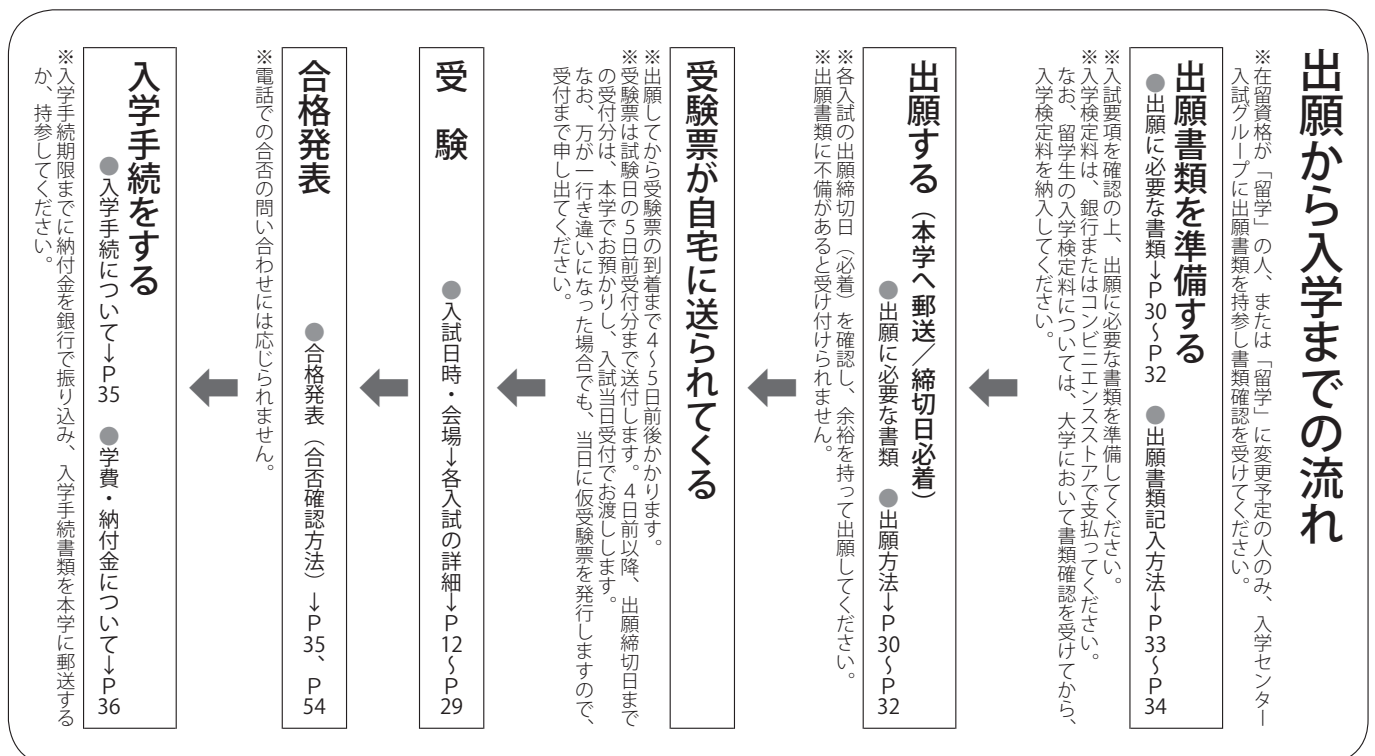 出願から入学までの流れ
※在留資格が「留学」の人、または「留学」に変更予定の人のみ、入学センター
入試グループに出願書類を持参し書類確認を受けてください。
出願書類を準備する
●出願に必要な書類→P30～P32 ●出願書類記入方法→P33～P34
※入試要項を確認の上、出願に必要な書類を準備してください。
※入学検定料は、銀行またはコンビニエンスストアで支払ってください。
なお、留学生の入学検定料については、大学において書類確認を受けてから、
入学検定料を納入してください。
出願する（本学へ郵送／締切日必着）
●出願に必要な書類 ●出願方法→P30～P32
※各入試の出願締切日（必着）を確認し、余裕を持って出願してください。
※出願書類に不備があると受け付けられません。
受験票が自宅に送られてくる
※出願してから受験票の到着まで4～5日前後かかります。
※受験票は試験日の5日前受付分まで送付します。4日前以降、出願締切日まで
の受付分は、本学でお預かりし、入試当日受付でお渡しします。
なお、万が一行き違いになった場合でも、当日に仮受験票を発行しますので、
受付まで申し出てください。
受　験
●入試日時・会場→各入試の詳細→P12～P29
合格発表
●合格発表（合否確認方法）→P35、P54
※電話での合否の問い合わせには応じられません。
入学手続をする
●入学手続について→P35 ●学費・納付金について→P36
※入学手続期限までに納付金を銀行で振り込み、入学手続書類を本学に郵送する
か、持参してください。